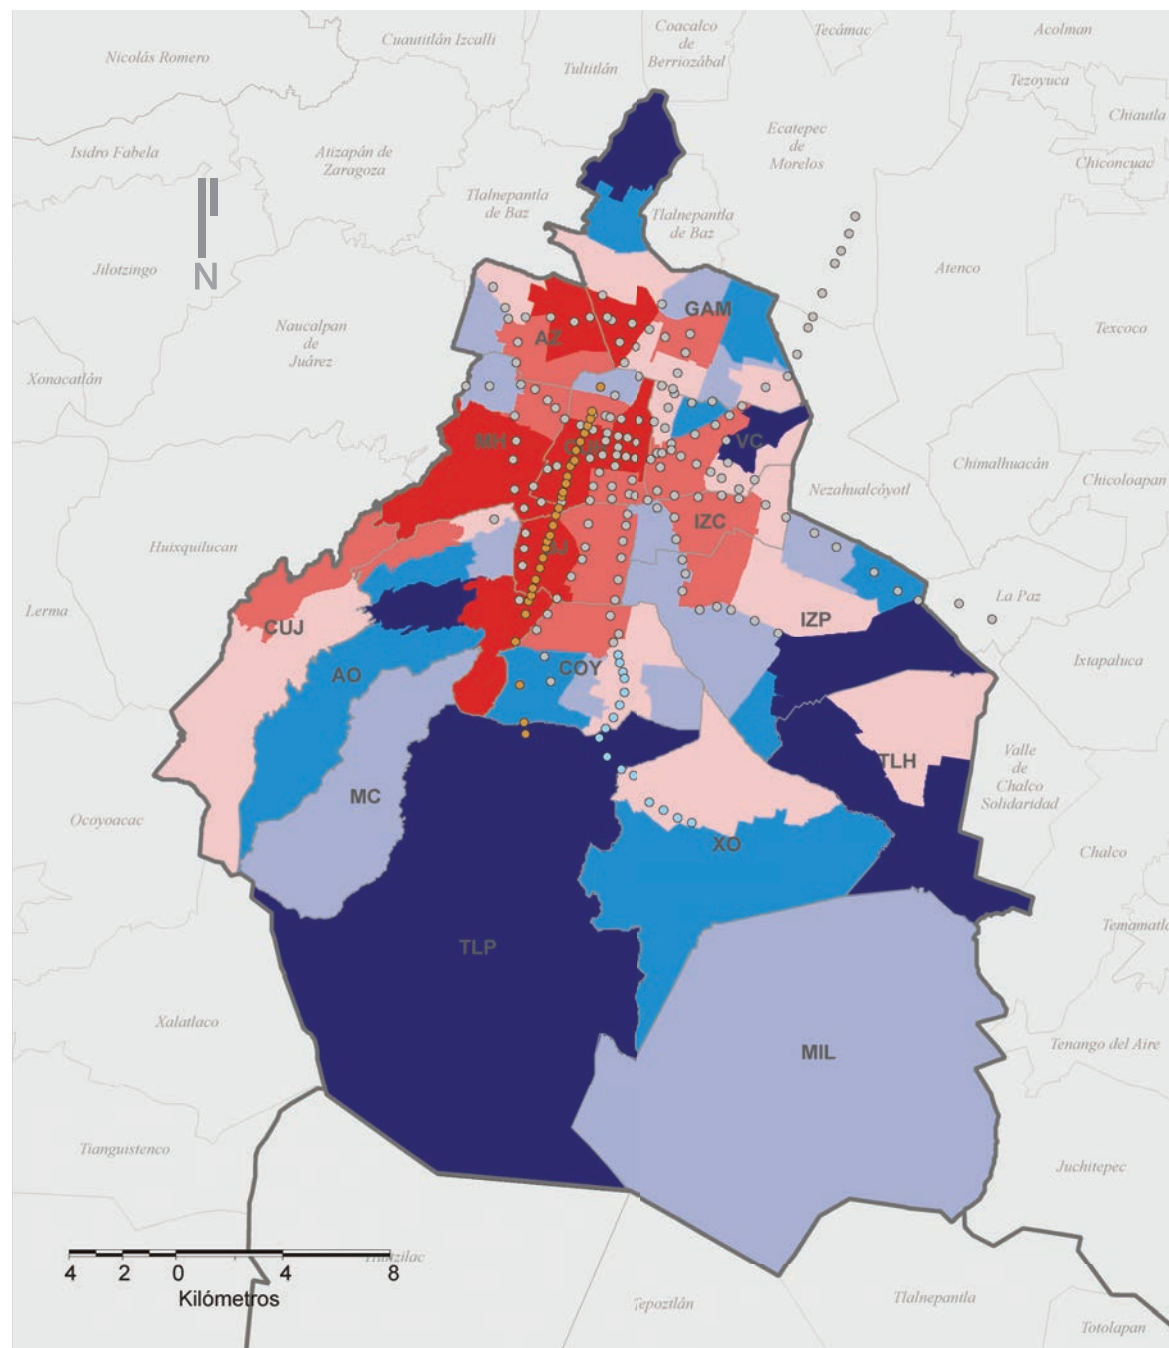 Coacalco
de
Berriozábal
Tecámac
Acolman
Nicolás Romero
Cuautitlán Izcalli
Tultitlán
Tezoyuca
Chiautla
Isidro Fabela
Atizapán de
Zaragoza
Ecatepec
de
Morelos
Chiconcuac
Tlalnepantla
de Baz
Tlalnepantla
de Baz
N
Jilotzingo
Atenco
GAM
Naucalpan
de
Juárez
Texcoco
AZ
Xonacatlán
MH
VC
Chimalhuacán
Chicoloapan
Nezahualcóyotl
IZC
Huixquilucan
La Paz
Lerma
CUJ
IZP
Ixtapaluca
AO
COY
TLH
Valle
de
Chalco
Solidaridad
MC
Ocoyoacac
XO
Chalco
TLP
Xalatlaco
MIL
Tenango del Aire
Tianguistenco
Juchitepec
4 2 0 4 8
Kilómetros
Tlalnepantla
Totolapan